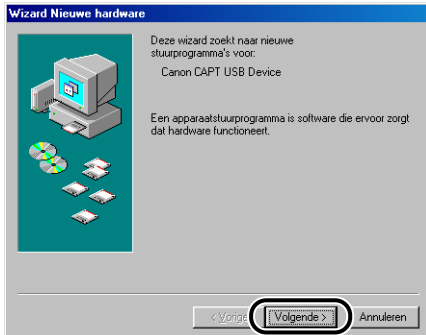 Wizard Nieuwe hardware
Deze wizard zoekt naar nieuwe
stuurprogramma's voor:
Canon CAPT USB Device
Een apparaatstuurprogramma is software die ervoor zorgt
dat hardware functioneert.
< Vorige Volgende > Annuleren